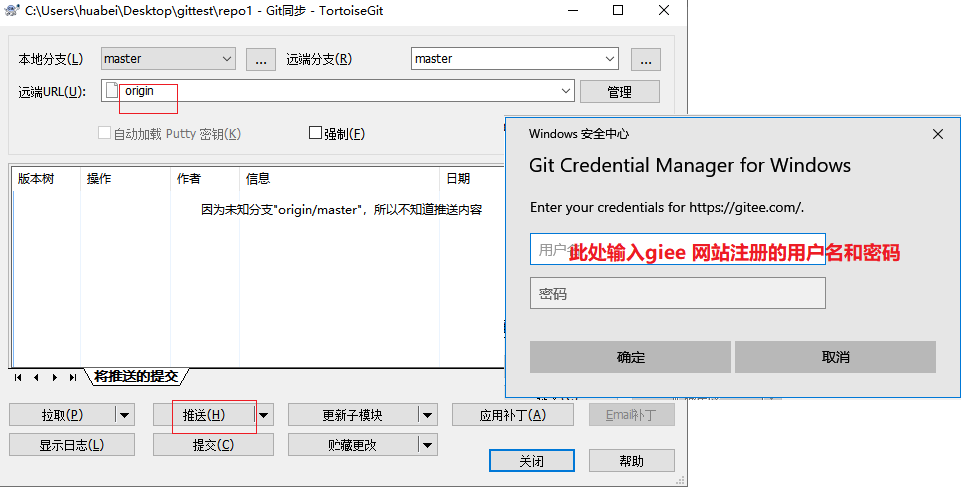 C:\Users\huabei\Desktop\gittest\repo1 - Git同步 - TortoiseGit
本地分支(L) master ... 远端分支(R) master ...
远端URL(U): origin 管理
自动加载 Putty 密钥(K) 强制(F)
版本树 操作 作者 信息 日期
因为未知分支"origin/master"，所以不知道推送内容
将推送的提交
拉取(P) 推送(H) 更新子模块 应用补丁(A) Email补丁
显示日志(L) 提交(C) 贮藏更改
关闭 帮助
Windows 安全中心
Git Credential Manager for Windows
Enter your credentials for https://gitee.com/.
用户名
此处输入giee 网站注册的用户名和密码
密码
确定 取消